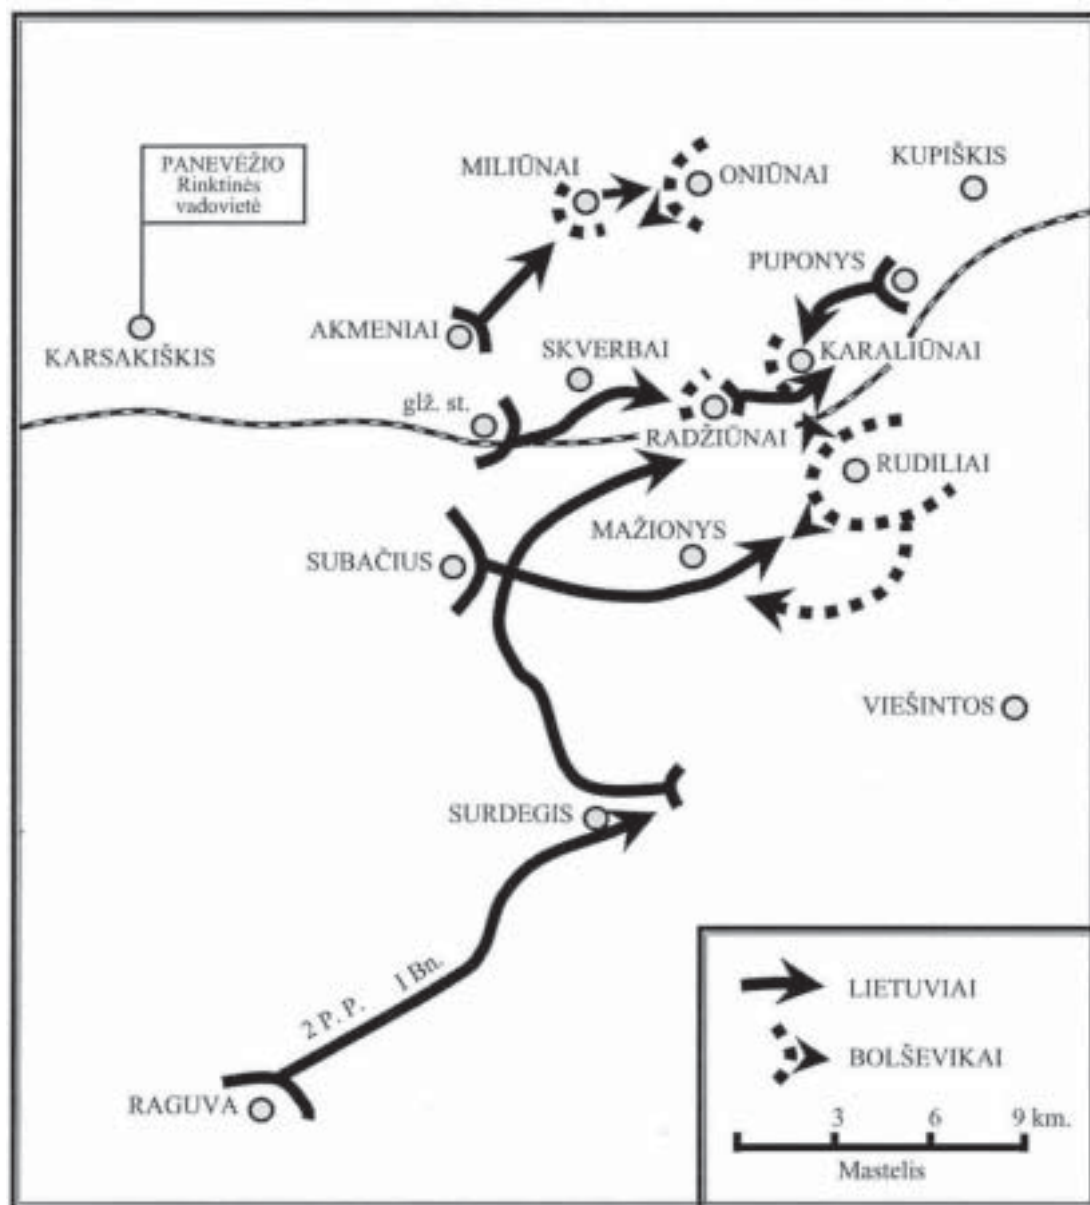 PANEVĖŽIO
Rinktinės
vadovietė
MILIŪNAI
ONIŪNAI
KUPIŠKIS
PUPONYS
AKMENIAI
KARSAKIŠKIS
SKVERBAI
KARALIŪNAI
glž. st.
RADŽIŪNAI
RUDILIAI
MAŽIONYS
SUBAČIUS
VIEŠINTOS
SURDEGIS
2 P. P. I Bn.
RAGUVA
LIETUVIAI
BOLŠEVIKAI
3 6 9 km.
Mastelis